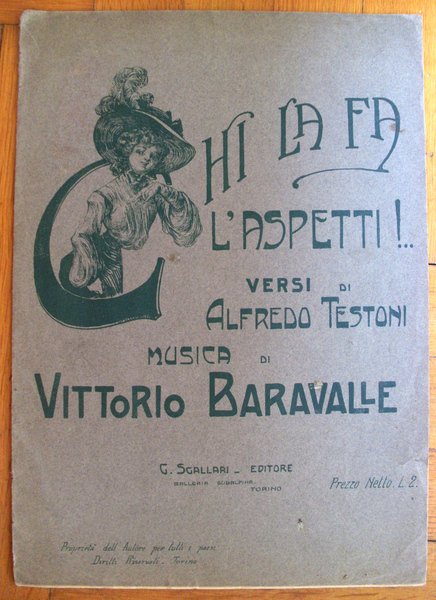 CHI LA FA
L'ASPETTI!..
VERSI DI
ALFREDO TESTONI
MUSICA DI
VITTORIO BARAVALLE
G. SGALLARI - EDITORE
GALLERIA SUBALPINA
TORINO
Prezzo Netto. L. 2.
Proprietà dell'Autore per tutti i paesi
Diritti Riservati - Torino